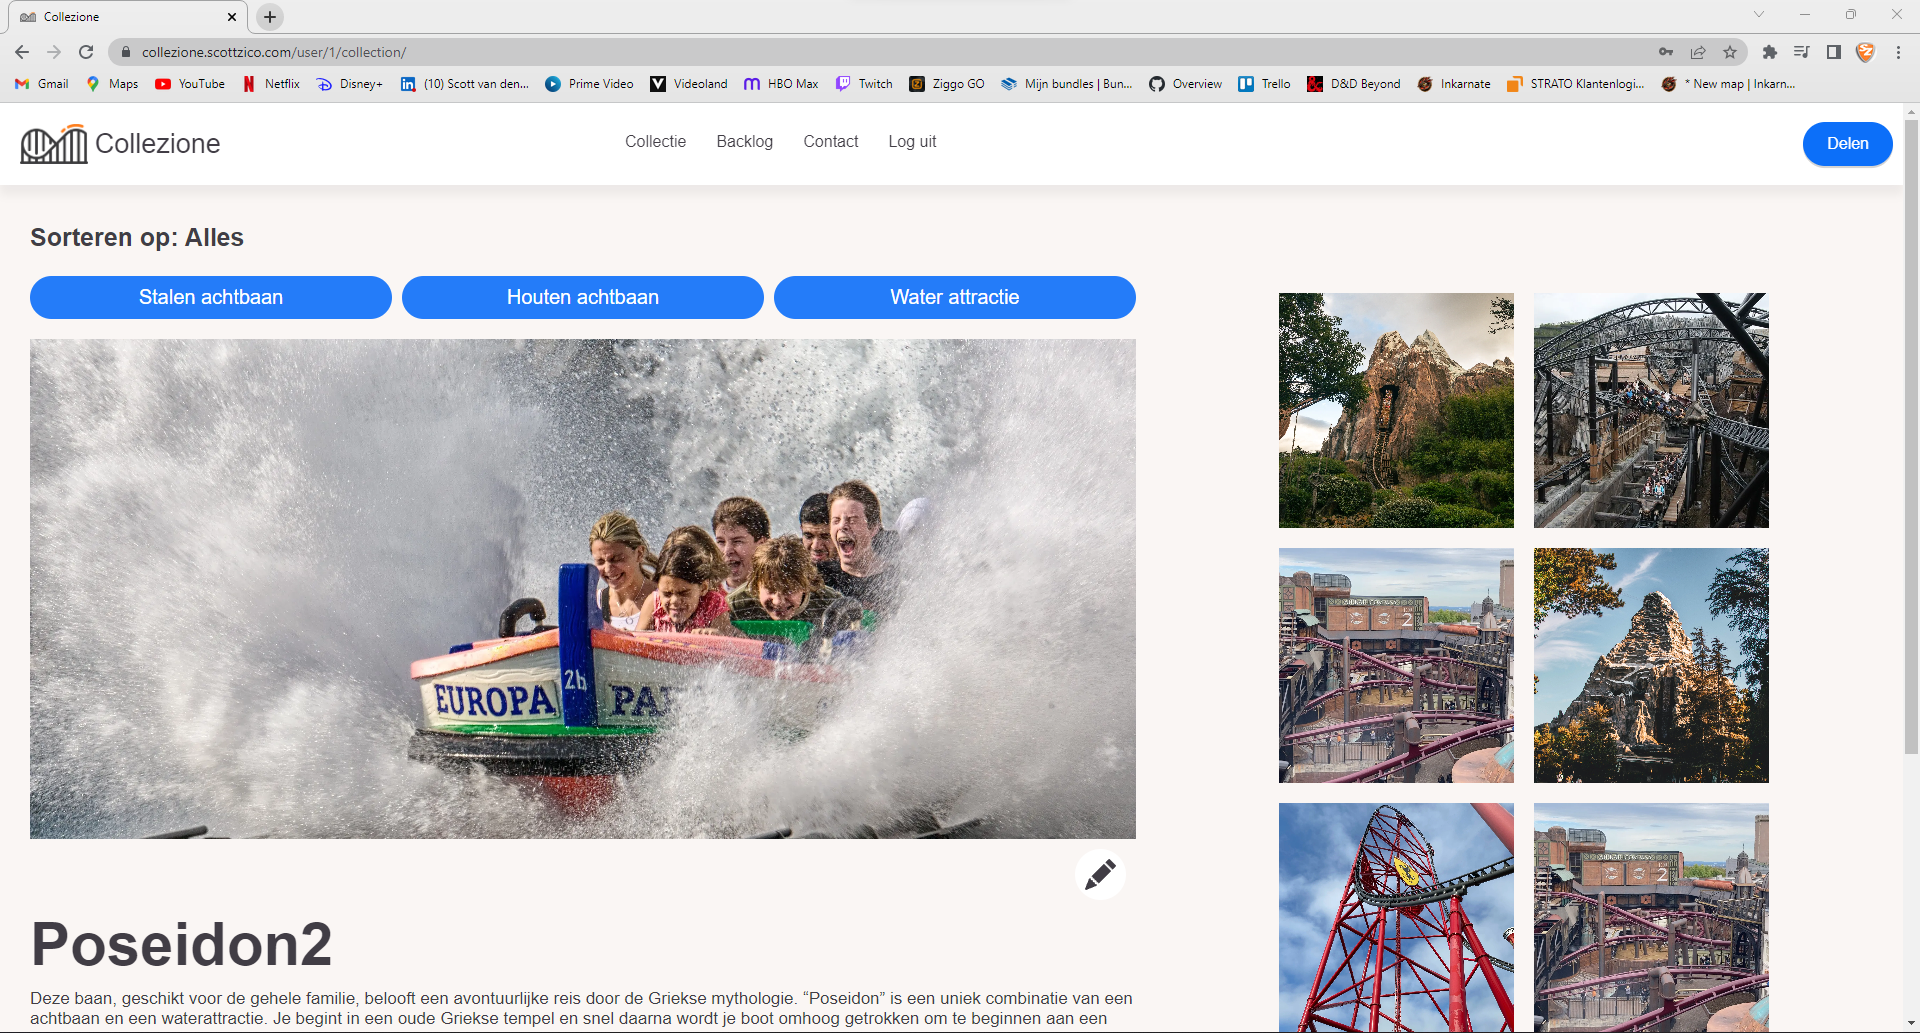 Collezione
collezione.scottzico.com/user/1/collection/
Gmail Maps YouTube Netflix Disney+ (10) Scott van den... Prime Video Videoland HBO Max Twitch Ziggo GO Mijn bundles | Bun... Overview Trello D&D Beyond Inkarnate STRATO Klantenlogi... * New map | Inkarn...
Collezione
Collectie Backlog Contact Log uit
Delen
Sorteren op: Alles
Stalen achtbaan Houten achtbaan Water attractie
EUROPA 2b PA
2
2
Poseidon2
Deze baan, geschikt voor de gehele familie, belooft een avontuurlijke reis door de Griekse mythologie. “Poseidon” is een uniek combinatie van een
achtbaan en een waterattractie. Je begint in een oude Griekse tempel en snel daarna wordt je boot omhoog getrokken om te beginnen aan een